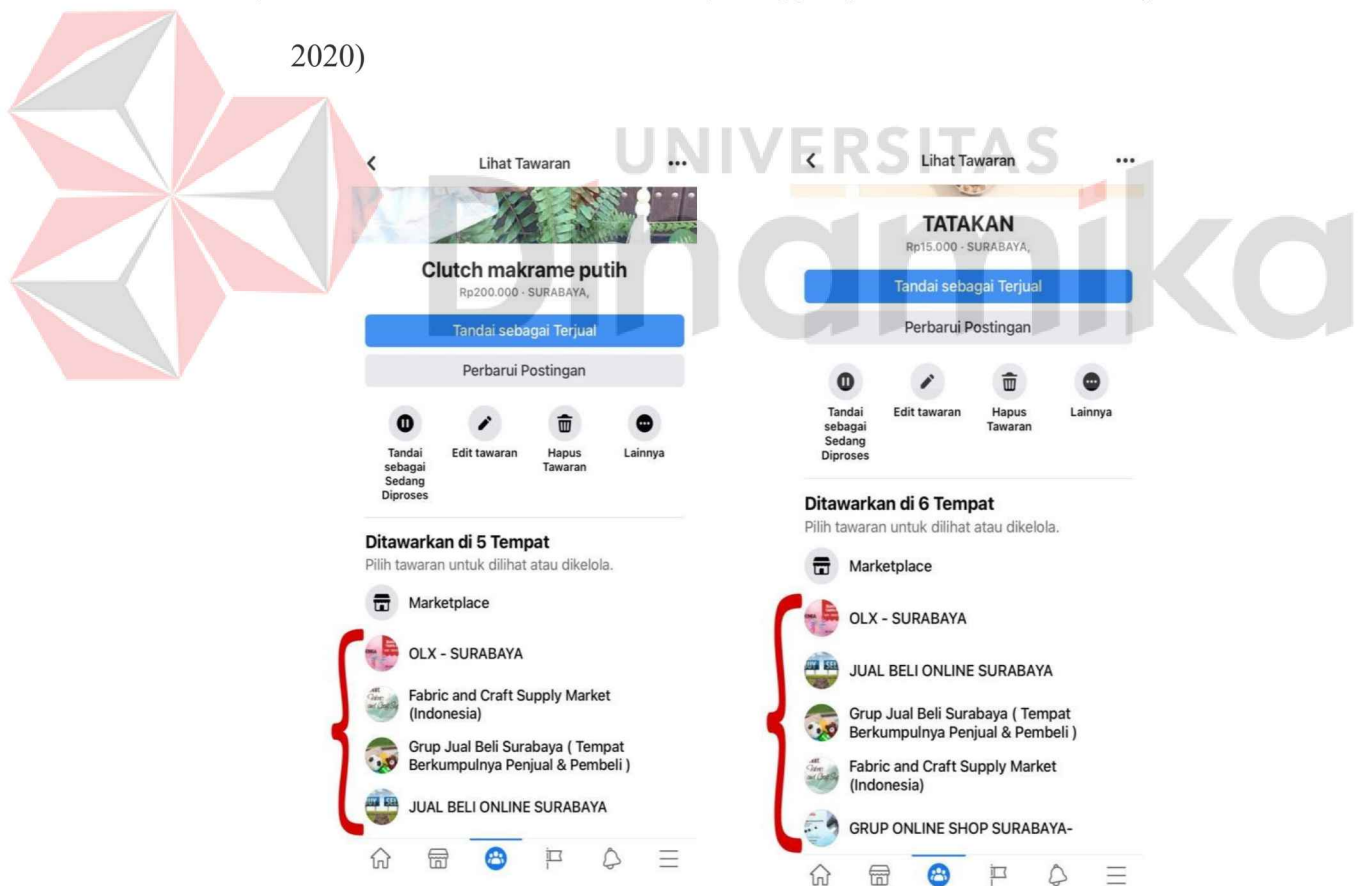 2020)
UNIVERSITAS
Dinamika
Lihat Tawaran
Clutch makrame putih
Rp200.000 · SURABAYA,
Tandai sebagai Terjual
Perbarui Postingan
Tandai
sebagai
Sedang
Diproses
Edit tawaran
Hapus
Tawaran
Lainnya
Ditawarkan di 5 Tempat
Pilih tawaran untuk dilihat atau dikelola.
Marketplace
OLX - SURABAYA
Fabric and Craft Supply Market
(Indonesia)
Grup Jual Beli Surabaya ( Tempat
Berkumpulnya Penjual & Pembeli )
JUAL BELI ONLINE SURABAYA
Lihat Tawaran
TATAKAN
Rp15.000 · SURABAYA,
Tandai sebagai Terjual
Perbarui Postingan
Tandai
sebagai
Sedang
Diproses
Edit tawaran
Hapus
Tawaran
Lainnya
Ditawarkan di 6 Tempat
Pilih tawaran untuk dilihat atau dikelola.
Marketplace
OLX - SURABAYA
JUAL BELI ONLINE SURABAYA
Grup Jual Beli Surabaya ( Tempat
Berkumpulnya Penjual & Pembeli )
Fabric and Craft Supply Market
(Indonesia)
GRUP ONLINE SHOP SURABAYA-